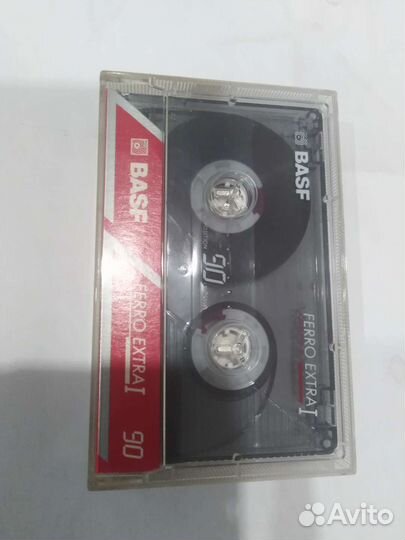 BASF
FERRO EXTRA I
90
BASF
FERRO EXTRA I
90
Avito